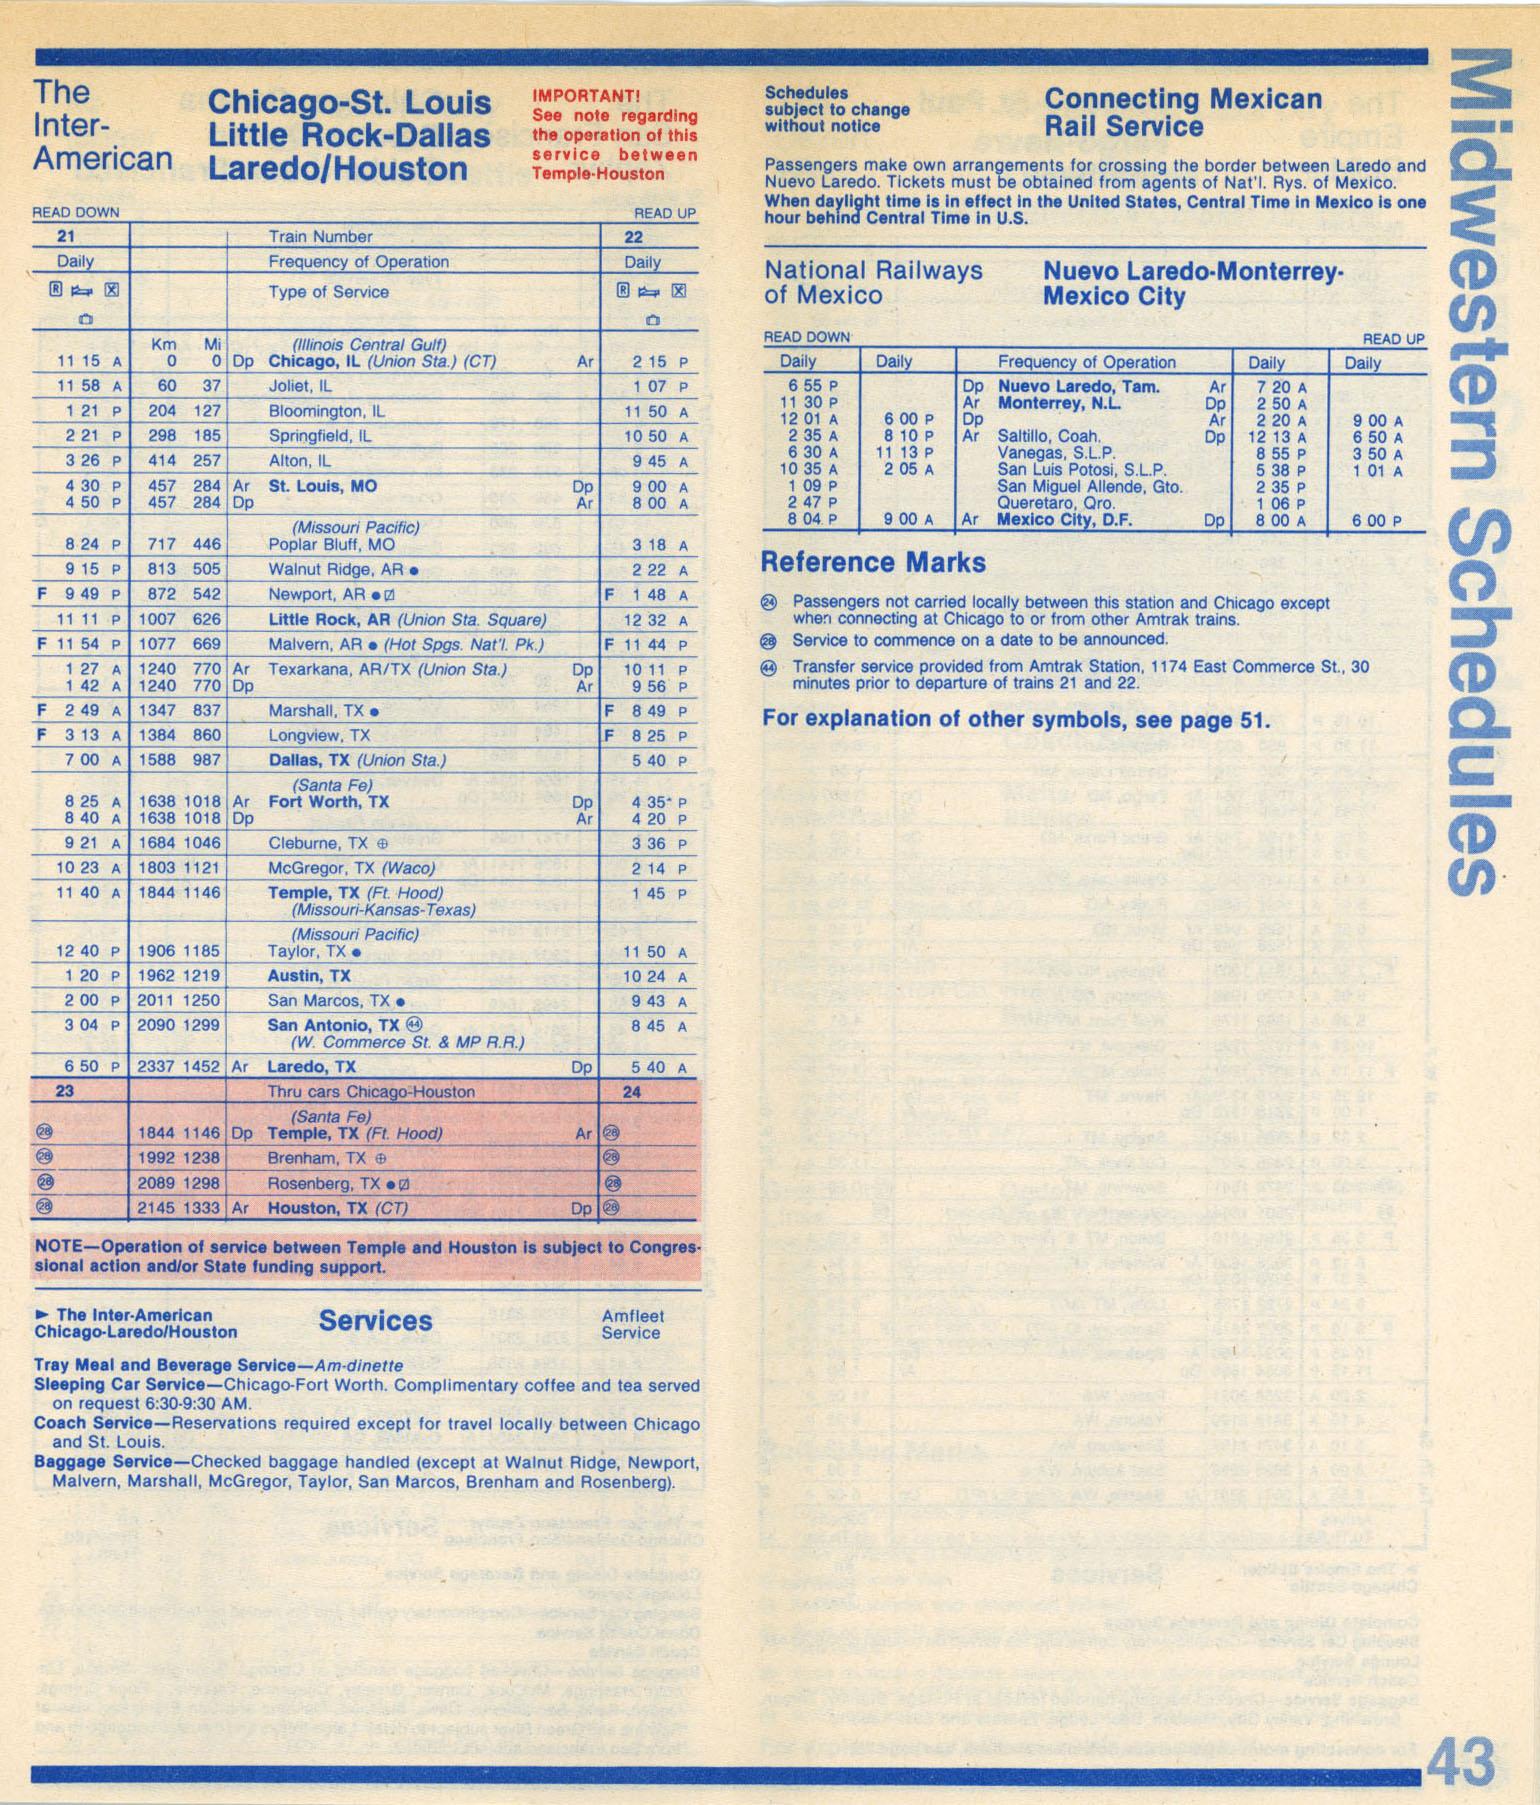 The
Inter-
American
Chicago-St. Louis
Little Rock-Dallas
Laredo/Houston
IMPORTANT!
See note regarding
the operation of this
service between
Temple-Houston
READ DOWN READ UP
21 Train Number 22
Daily Frequency of Operation Daily
R X Type of Service R X
Km Mi (Illinois Central Gulf)
11 15 A 0 0 Dp Chicago, IL (Union Sta.) (CT) Ar 2 15 P
11 58 A 60 37 Joliet, IL 1 07 P
1 21 P 204 127 Bloomington, IL 11 50 A
2 21 P 298 185 Springfield, IL 10 50 A
3 26 P 414 257 Alton, IL 9 45 A
4 30 P 457 284 Ar St. Louis, MO Dp 9 00 A
4 50 P 457 284 Dp Ar 8 00 A
(Missouri Pacific)
8 24 P 717 446 Poplar Bluff, MO 3 18 A
9 15 P 813 505 Walnut Ridge, AR ● 2 22 A
F 9 49 P 872 542 Newport, AR ● F 1 48 A
11 11 P 1007 626 Little Rock, AR (Union Sta. Square) 12 32 A
F 11 54 P 1077 669 Malvern, AR ● (Hot Spgs. Nat'l. Pk.) F 11 44 P
1 27 A 1240 770 Ar Texarkana, AR/TX (Union Sta.) Dp 10 11 P
1 42 A 1240 770 Dp Ar 9 56 P
F 2 49 A 1347 837 Marshall, TX ● F 8 49 P
F 3 13 A 1384 860 Longview, TX F 8 25 P
7 00 A 1588 987 Dallas, TX (Union Sta.) 5 40 P
(Santa Fe)
8 25 A 1638 1018 Ar Fort Worth, TX Dp 4 35 P
8 40 A 1638 1018 Dp Ar 4 20 P
9 21 A 1684 1046 Cleburne, TX ⊕ 3 36 P
10 23 A 1803 1121 McGregor, TX (Waco) 2 14 P
11 40 A 1844 1146 Temple, TX (Ft. Hood) 1 45 P
(Missouri-Kansas-Texas)
(Missouri Pacific)
12 40 P 1906 1185 Taylor, TX ● 11 50 A
1 20 P 1962 1219 Austin, TX 10 24 A
2 00 P 2011 1250 San Marcos, TX ● 9 43 A
3 04 P 2090 1299 San Antonio, TX ㊹ 8 45 A
(W. Commerce St. & MP R.R.)
6 50 P 2337 1452 Ar Laredo, TX Dp 5 40 A
23 Thru cars Chicago-Houston 24
(Santa Fe)
㉘ 1844 1146 Dp Temple, TX (Ft. Hood) Ar ㉘
㉘ 1992 1238 Brenham, TX ⊕ ㉘
㉘ 2089 1298 Rosenberg, TX ● ㉘
㉘ 2145 1333 Ar Houston, TX (CT) Dp ㉘
NOTE—Operation of service between Temple and Houston is subject to Congres-
sional action and/or State funding support.
► The Inter-American
Chicago-Laredo/Houston
Services
Amfleet
Service
Tray Meal and Beverage Service—Am-dinette
Sleeping Car Service—Chicago-Fort Worth. Complimentary coffee and tea served
on request 6:30-9:30 AM.
Coach Service—Reservations required except for travel locally between Chicago
and St. Louis.
Baggage Service—Checked baggage handled (except at Walnut Ridge, Newport,
Malvern, Marshall, McGregor, Taylor, San Marcos, Brenham and Rosenberg).
Schedules
subject to change
without notice
Connecting Mexican
Rail Service
Passengers make own arrangements for crossing the border between Laredo and
Nuevo Laredo. Tickets must be obtained from agents of Nat'l. Rys. of Mexico.
When daylight time is in effect in the United States, Central Time in Mexico is one
hour behind Central Time in U.S.
National Railways
of Mexico
Nuevo Laredo-Monterrey-
Mexico City
READ DOWN READ UP
Daily Daily Frequency of Operation Daily Daily
6 55 P Dp Nuevo Laredo, Tam. Ar 7 20 A
11 30 P Ar Monterrey, N.L. Dp 2 50 A
12 01 A 6 00 P Dp Ar 2 20 A 9 00 A
2 35 A 8 10 P Ar Saltillo, Coah. Dp 12 13 A 6 50 A
6 30 A 11 13 P Vanegas, S.L.P. 8 55 P 3 50 A
10 35 A 2 05 A San Luis Potosi, S.L.P. 5 38 P 1 01 A
1 09 P San Miguel Allende, Gto. 2 35 P
2 47 P Queretaro, Qro. 1 06 P
8 04 P 9 00 A Ar Mexico City, D.F. Dp 8 00 A 6 00 P
Reference Marks
㉔ Passengers not carried locally between this station and Chicago except
when connecting at Chicago to or from other Amtrak trains.
㉘ Service to commence on a date to be announced.
㊹ Transfer service provided from Amtrak Station, 1174 East Commerce St., 30
minutes prior to departure of trains 21 and 22.
For explanation of other symbols, see page 51.
Midwestern Schedules
43